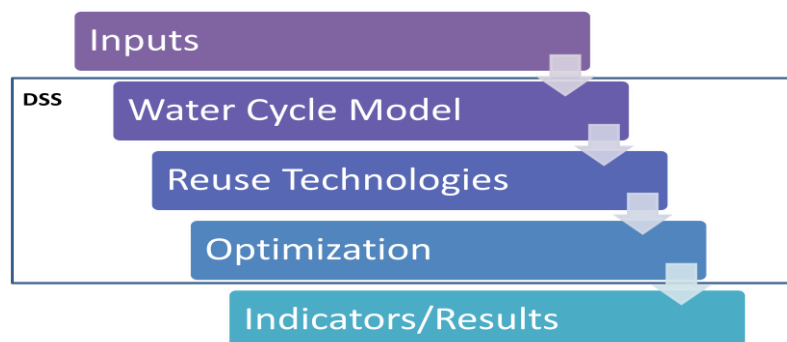 Inputs
DSS
Water Cycle Model
Reuse Technologies
Optimization
Indicators/Results